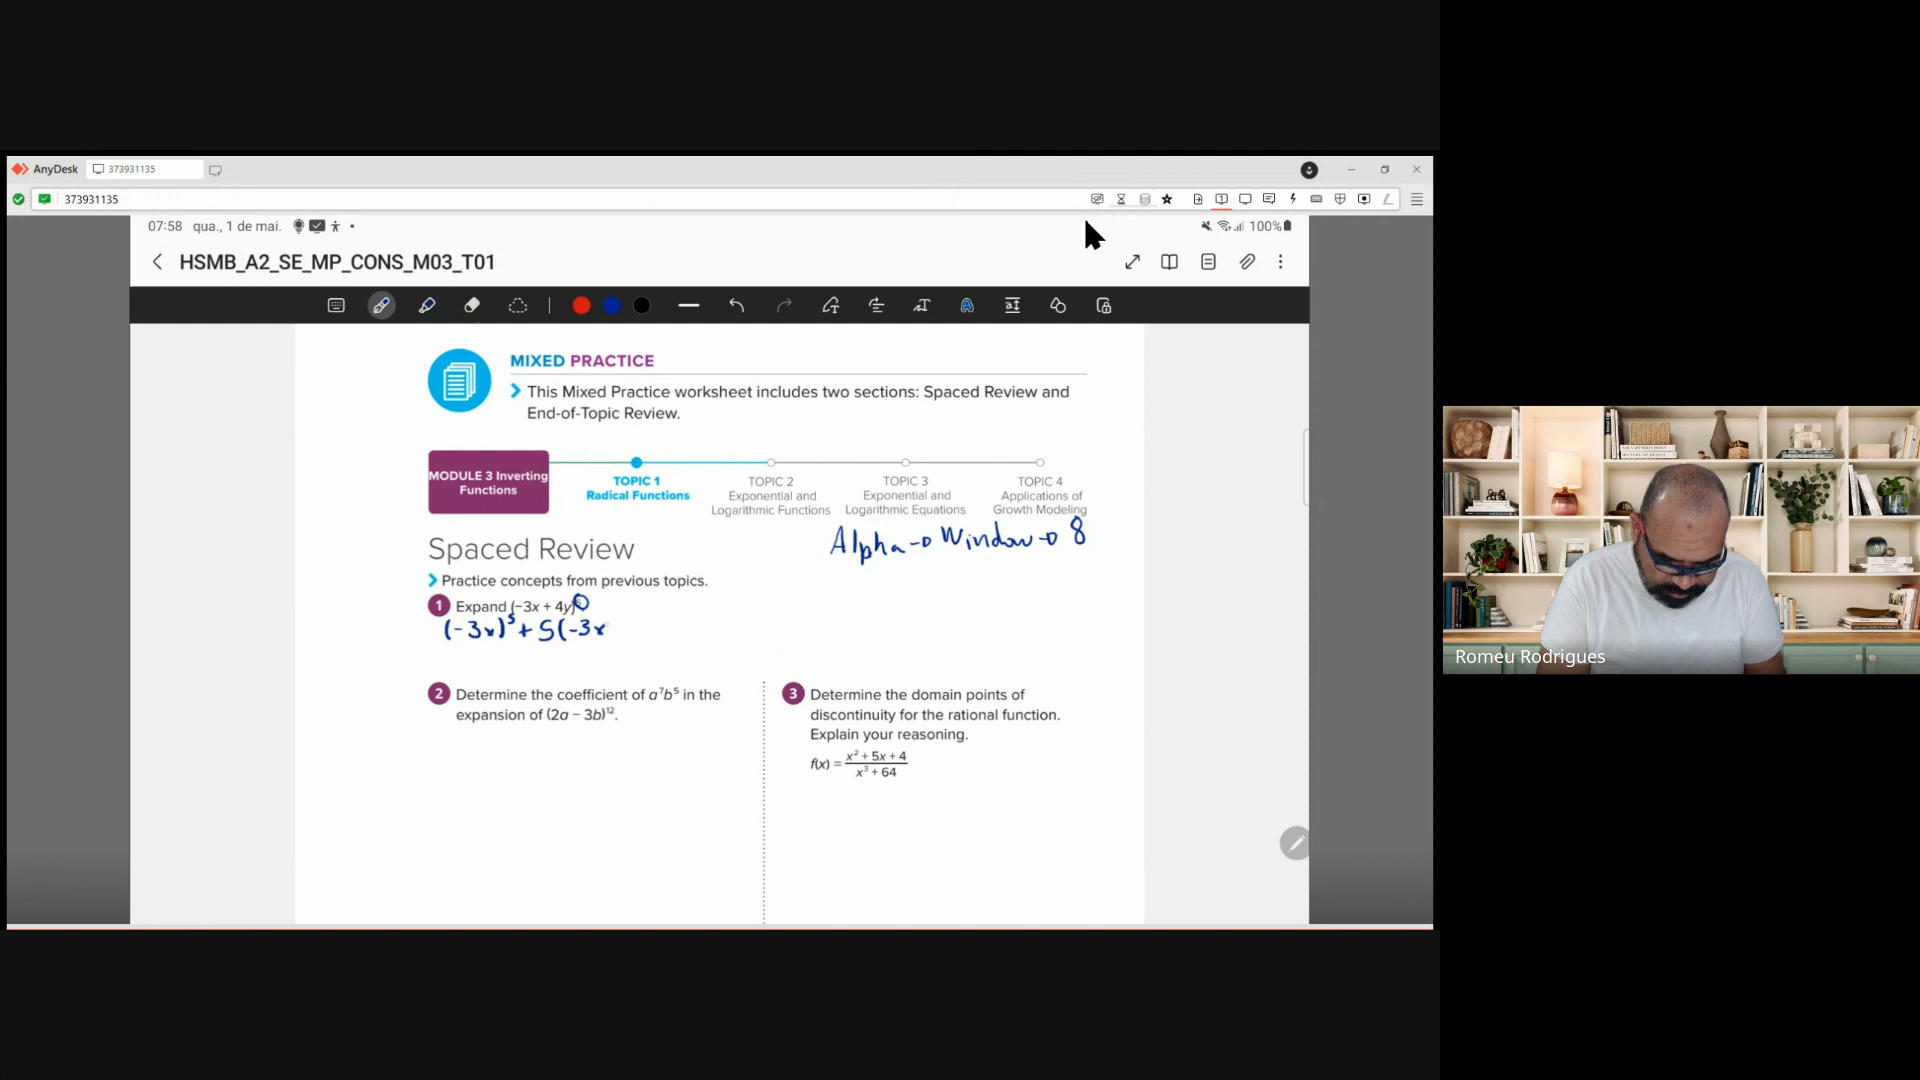 AnyDesk 373931135
373931135
07:58 qua., 1 de mai. 100%
HSMB_A2_SE_MP_CONS_M03_T01
MIXED PRACTICE
This Mixed Practice worksheet includes two sections: Spaced Review and
End-of-Topic Review.
MODULE 3 Inverting
Functions
TOPIC 1
Radical Functions
TOPIC 2
Exponential and
Logarithmic Functions
TOPIC 3
Exponential and
Logarithmic Equations
TOPIC 4
Applications of
Growth Modeling
Alpha → Window → 8
Spaced Review
Practice concepts from previous topics.
1 Expand (−3x + 4y)
(-3x)⁵ + 5(-3x
2 Determine the coefficient of a⁷b⁵ in the
expansion of (2a − 3b)¹².
3 Determine the domain points of
discontinuity for the rational function.
Explain your reasoning.
f(x) = x² + 5x + 4
x³ + 64
Romeu Rodrigues